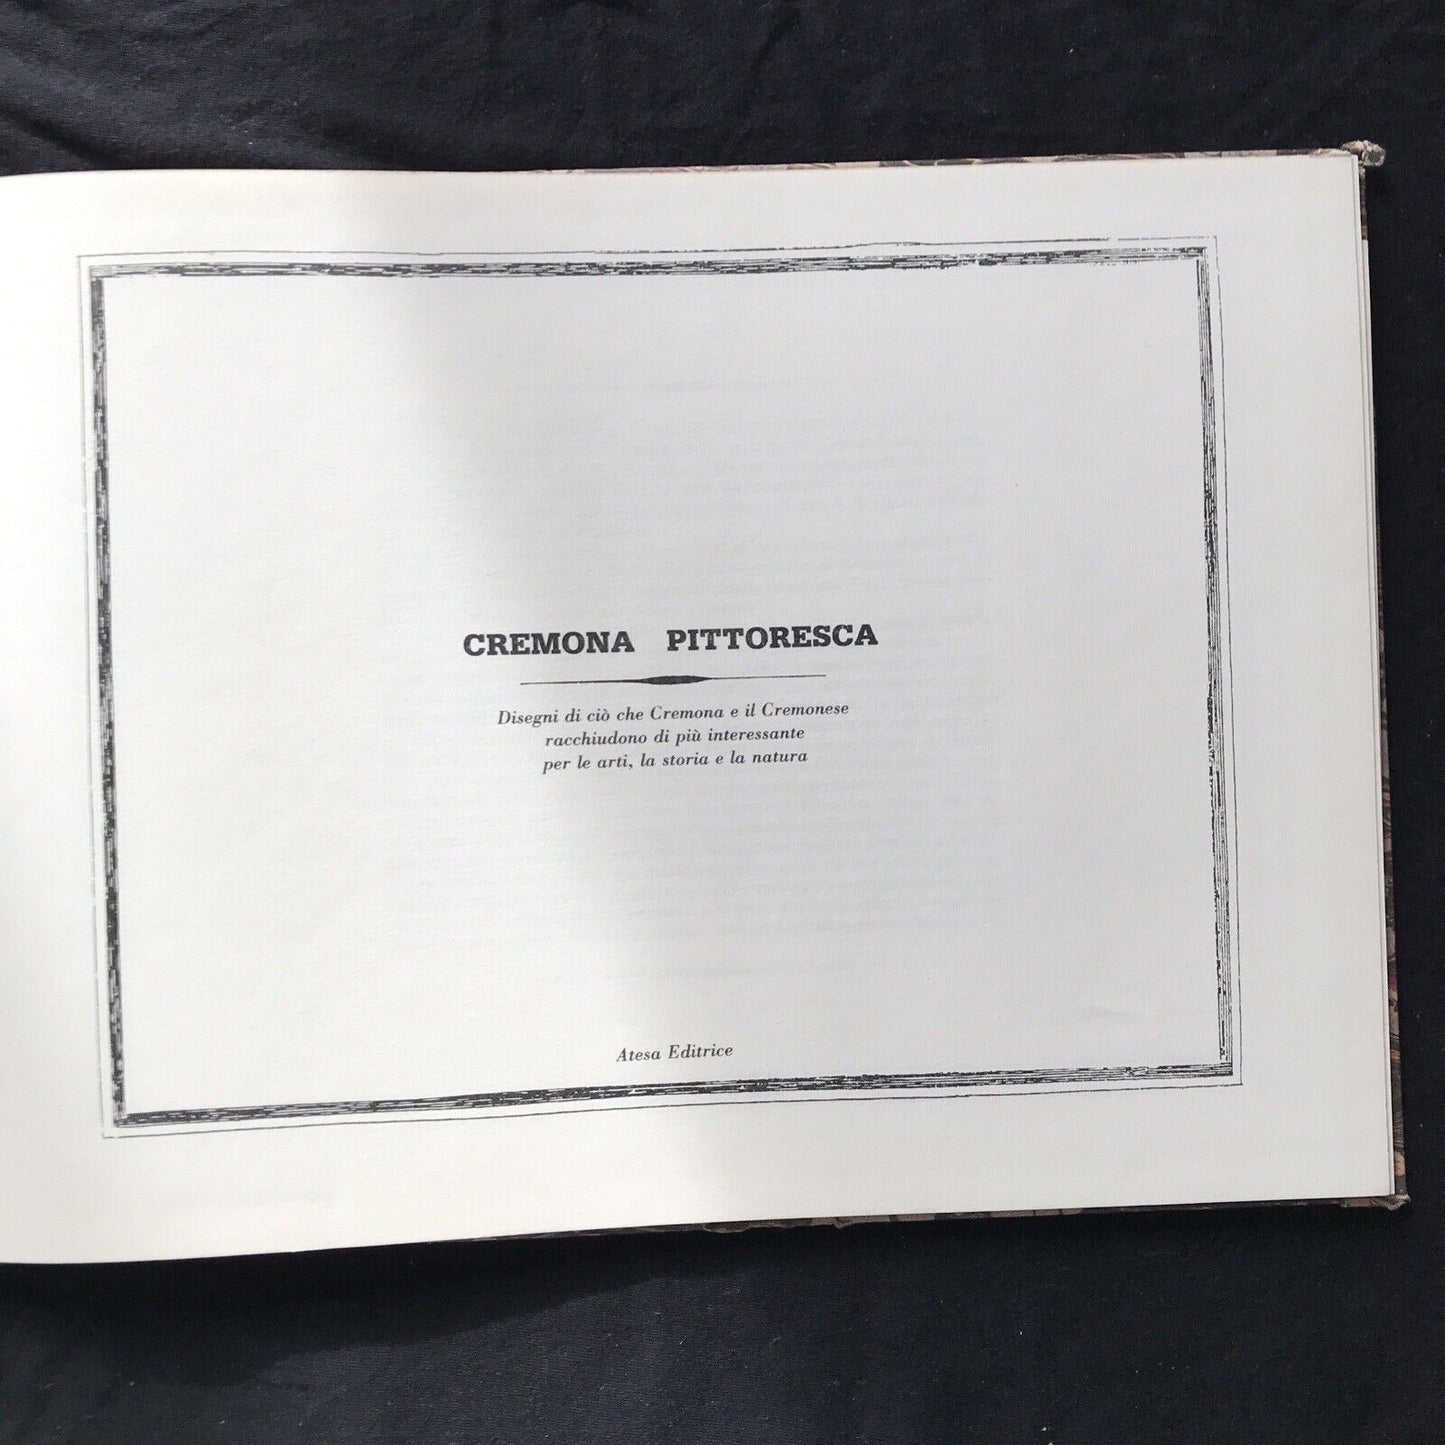 CREMONA PITTORESCA
Disegni di ciò che Cremona e il Cremonese
racchiudono di più interessante
per le arti, la storia e la natura
Atesa Editrice